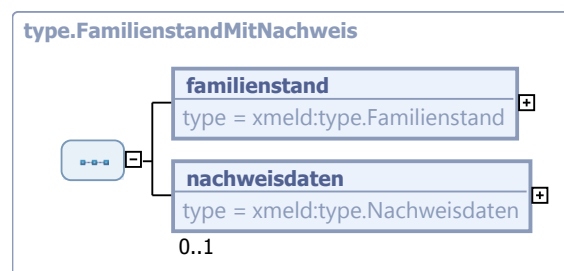 type.FamilienstandMitNachweis
familienstand
type = xmeld:type.Familienstand
nachweisdaten
type = xmeld:type.Nachweisdaten
0..1